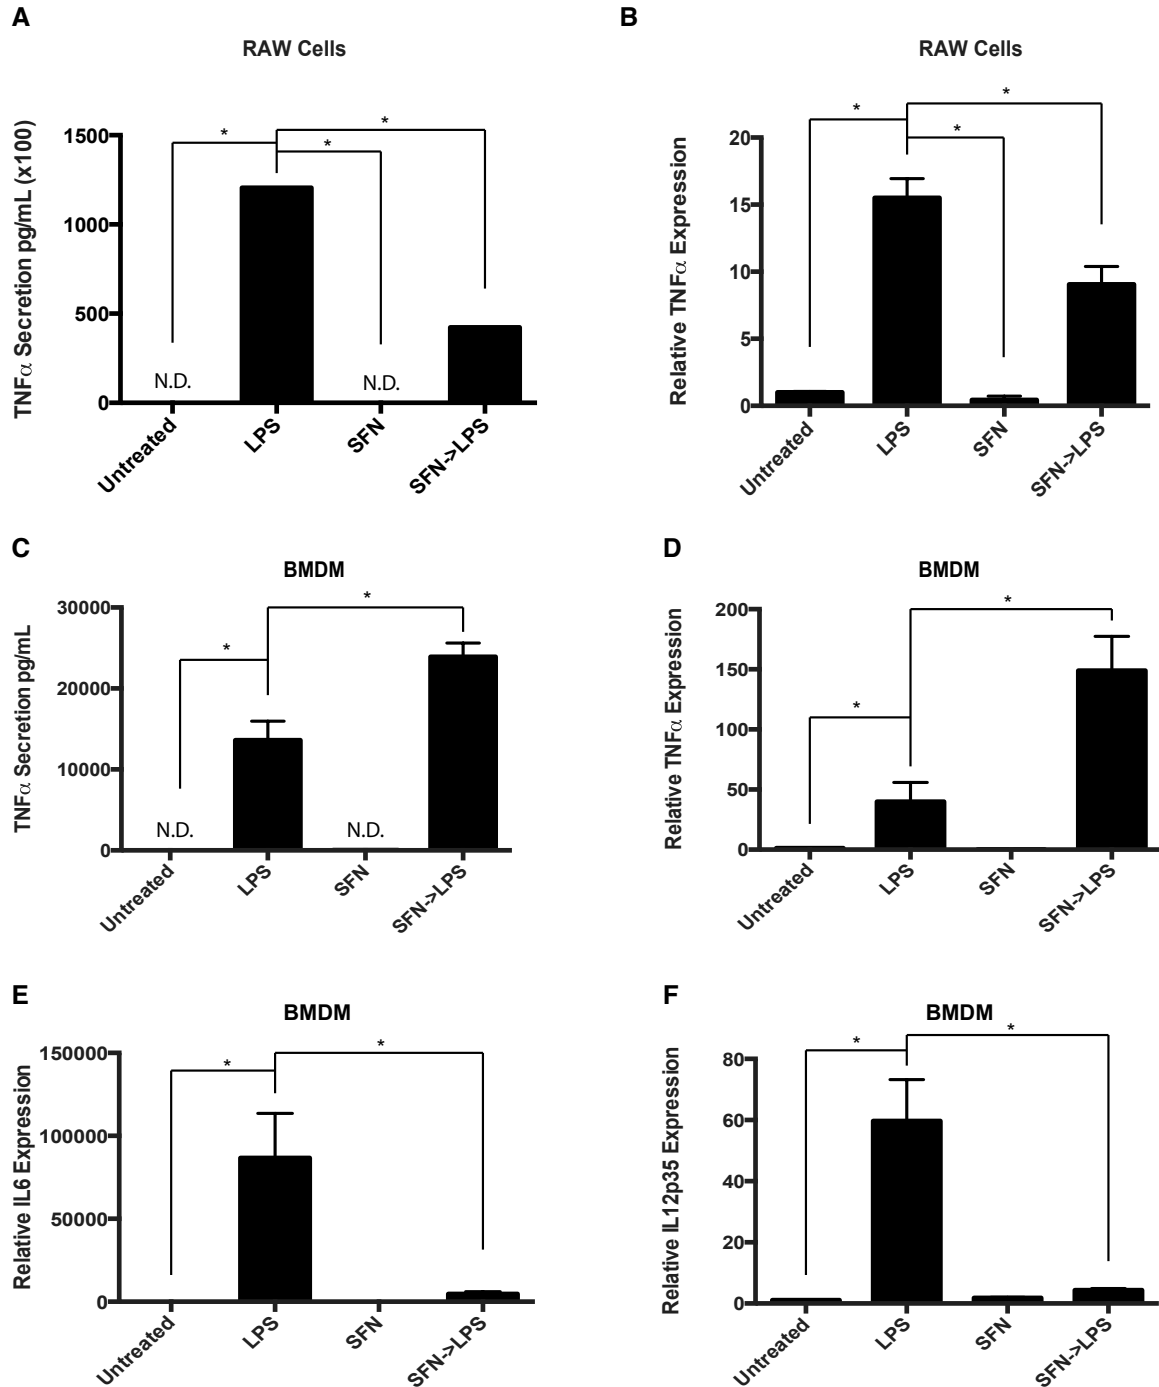 A
RAW Cells
TNFα Secretion pg/mL (x100)
1500
1000
500
0
*
*
*
N.D.
N.D.
Untreated
LPS
SFN
SFN->LPS
B
RAW Cells
Relative TNFα Expression
20
15
10
5
0
*
*
*
Untreated
LPS
SFN
SFN->LPS
C
BMDM
TNFα Secretion pg/mL
30000
20000
10000
0
*
*
N.D.
N.D.
Untreated
LPS
SFN
SFN->LPS
D
BMDM
Relative TNFα Expression
200
150
100
50
0
*
*
Untreated
LPS
SFN
SFN->LPS
E
BMDM
Relative IL6 Expression
150000
100000
50000
0
*
*
Untreated
LPS
SFN
SFN->LPS
F
BMDM
Relative IL12p35 Expression
80
60
40
20
0
*
*
Untreated
LPS
SFN
SFN->LPS